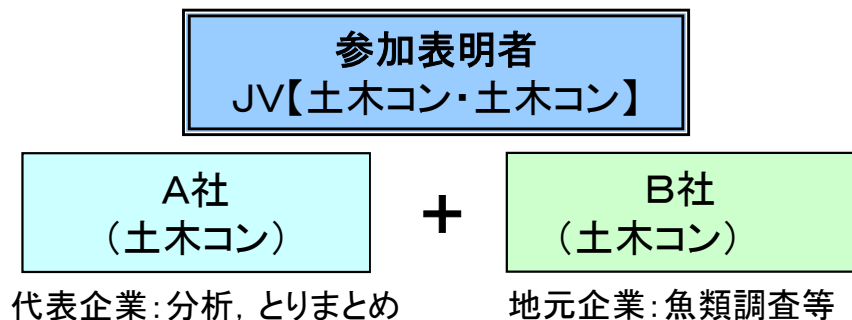 参加表明者
JV【土木コン・土木コン】
A社
(土木コン)
+
B社
(土木コン)
代表企業:分析,とりまとめ
地元企業:魚類調査等